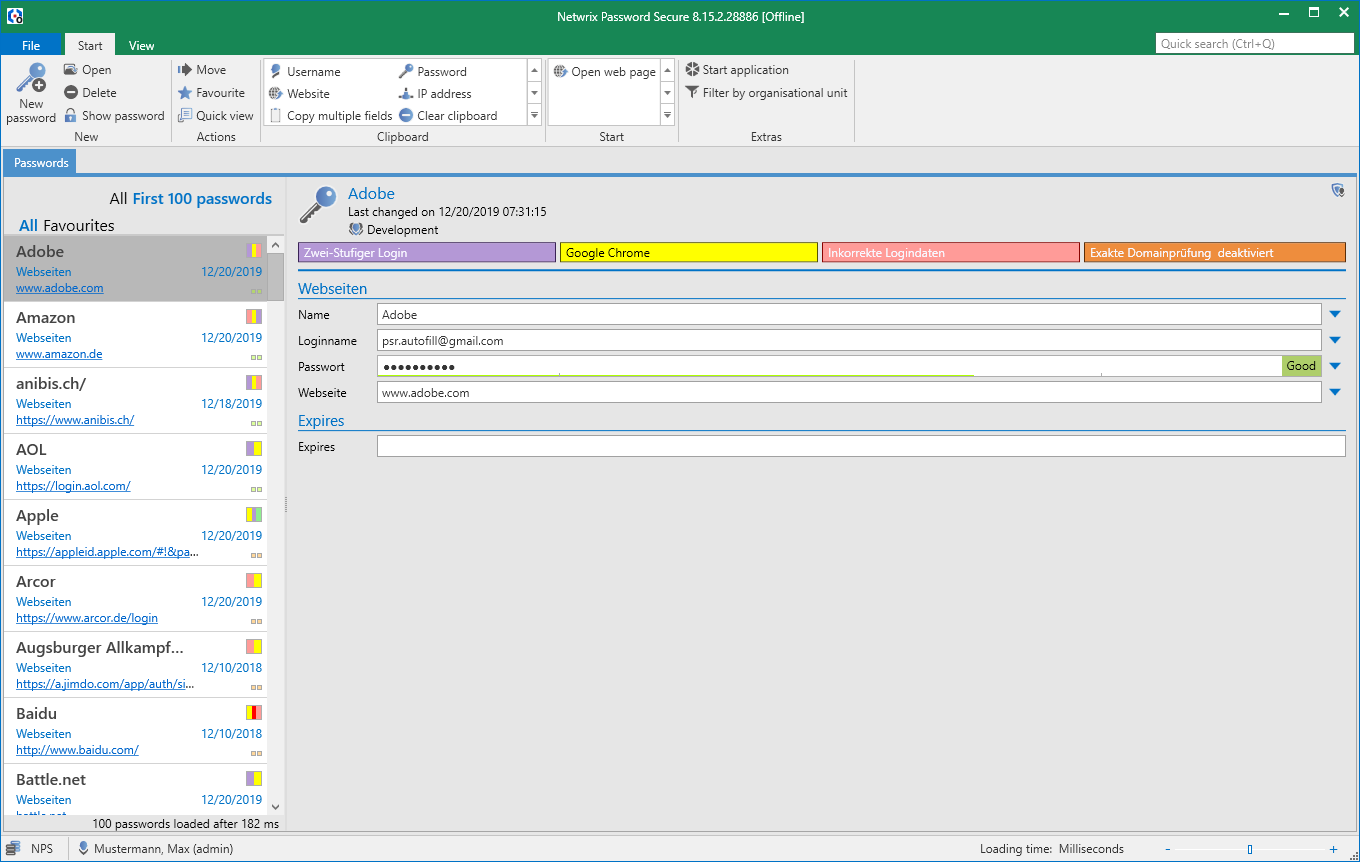 Netwrix Password Secure 8.15.2.28886 [Offline]
File Start View Quick search (Ctrl+Q)
New password
Open
Delete
Show password
New
Move
Favourite
Quick view
Actions
Username Password
Website IP address
Copy multiple fields Clear clipboard
Clipboard
Open web page
Start
Start application
Filter by organisational unit
Extras
Passwords
All First 100 passwords
All Favourites
Adobe
Webseiten 12/20/2019
www.adobe.com
Amazon
Webseiten 12/20/2019
www.amazon.de
anibis.ch/
Webseiten 12/18/2019
https://www.anibis.ch/
AOL
Webseiten 12/20/2019
https://login.aol.com/
Apple
Webseiten 12/20/2019
https://appleid.apple.com/#!&pa...
Arcor
Webseiten 12/20/2019
https://www.arcor.de/login
Augsburger Allkampf...
Webseiten 12/10/2018
https://a.jimdo.com/app/auth/si...
Baidu
Webseiten 12/10/2018
http://www.baidu.com/
Battle.net
Webseiten 12/20/2019
battle.net
100 passwords loaded after 182 ms
Adobe
Last changed on 12/20/2019 07:31:15
Development
Zwei-Stufiger Login Google Chrome Inkorrekte Logindaten Exakte Domainprüfung deaktiviert
Webseiten
Name Adobe
Loginname psr.autofill@gmail.com
Passwort ●●●●●●●●●● Good
Webseite www.adobe.com
Expires
Expires
NPS Mustermann, Max (admin) Loading time: Milliseconds - +